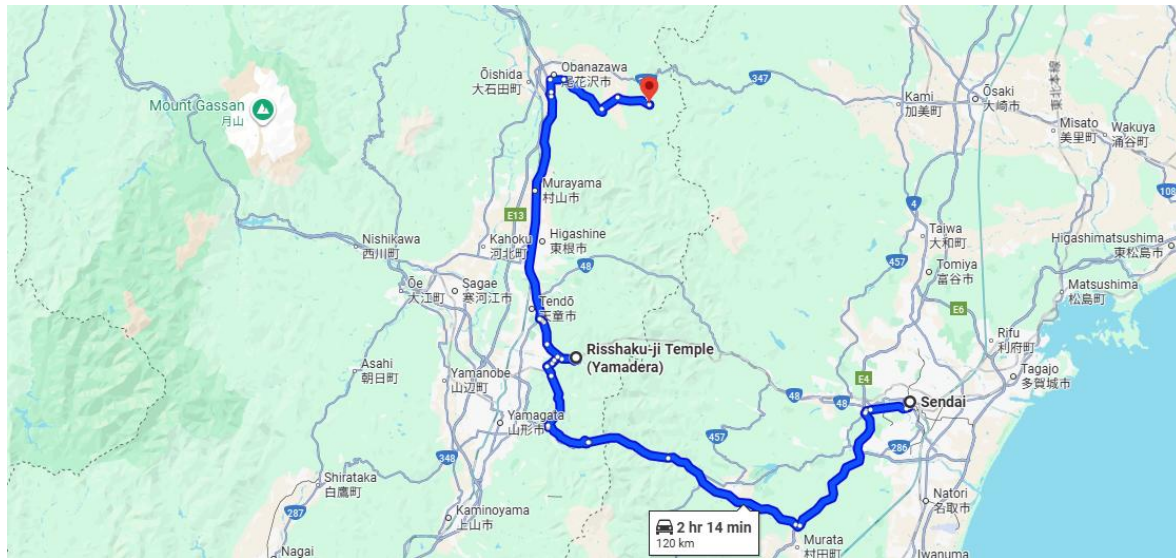 Obanazawa
尾花沢市
Ōishida
大石田町
347
Mount Gassan
月山
Kami
加美町
Ōsaki
大崎市
東北本線
Misato
美里町
Wakuya
涌谷町
108
Murayama
村山市
4
E13
Higashine
東根市
Kahoku
河北町
Nishikawa
西川町
48
457
Taiwa
大和町
Tomiya
富谷市
Higashimatsushima
東松島市
Matsushima
松島町
E6
Ōe
大江町
Sagae
寒河江市
Tendō
天童市
Rifu
利府町
Risshaku-ji Temple
(Yamadera)
Asahi
朝日町
Yamanobe
山辺町
E4
Tagajo
多賀城市
48
48
Sendai
Yamagata
山形市
457
286
348
Shirataka
白鷹町
287
Kaminoyama
上山市
2 hr 14 min
120 km
Natori
名取市
Murata
村田町
Nagai
Iwanuma